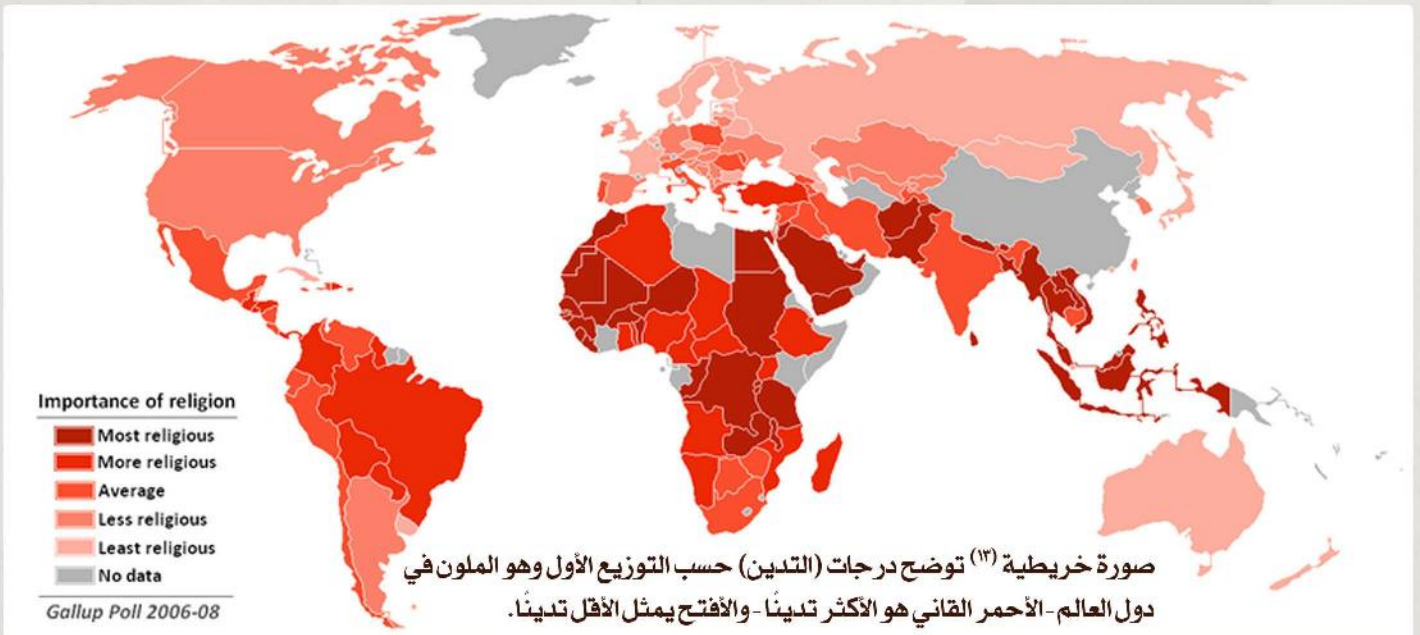 Importance of religion
Most religious
More religious
Average
Less religious
Least religious
No data
Gallup Poll 2006-08
صورة خريطية (١٣) توضح درجات (التدين) حسب التوزيع الأول وهو الملون في
دول العالم -الأحمر القاني هو الأكثر تدينًا -والأفتح يمثل الأقل تدينًا.